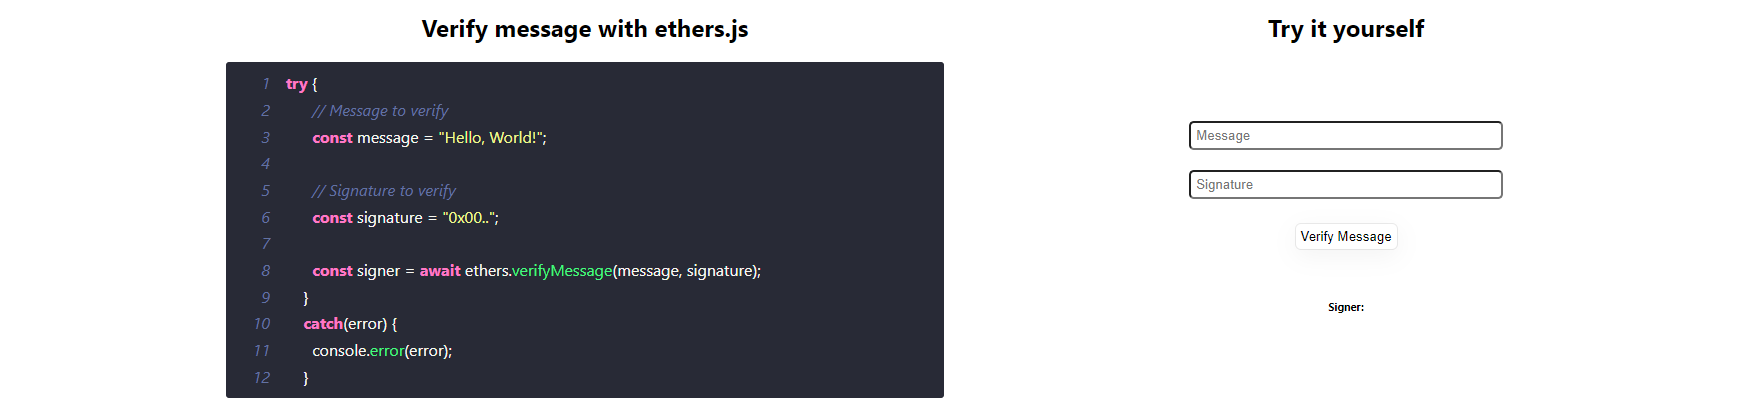 Verify message with ethers.js
1 try {
2 // Message to verify
3 const message = "Hello, World!";
4
5 // Signature to verify
6 const signature = "0x00..";
7
8 const signer = await ethers.verifyMessage(message, signature);
9 }
10 catch(error) {
11 console.error(error);
12 }
Try it yourself
Message
Signature
Verify Message
Signer: